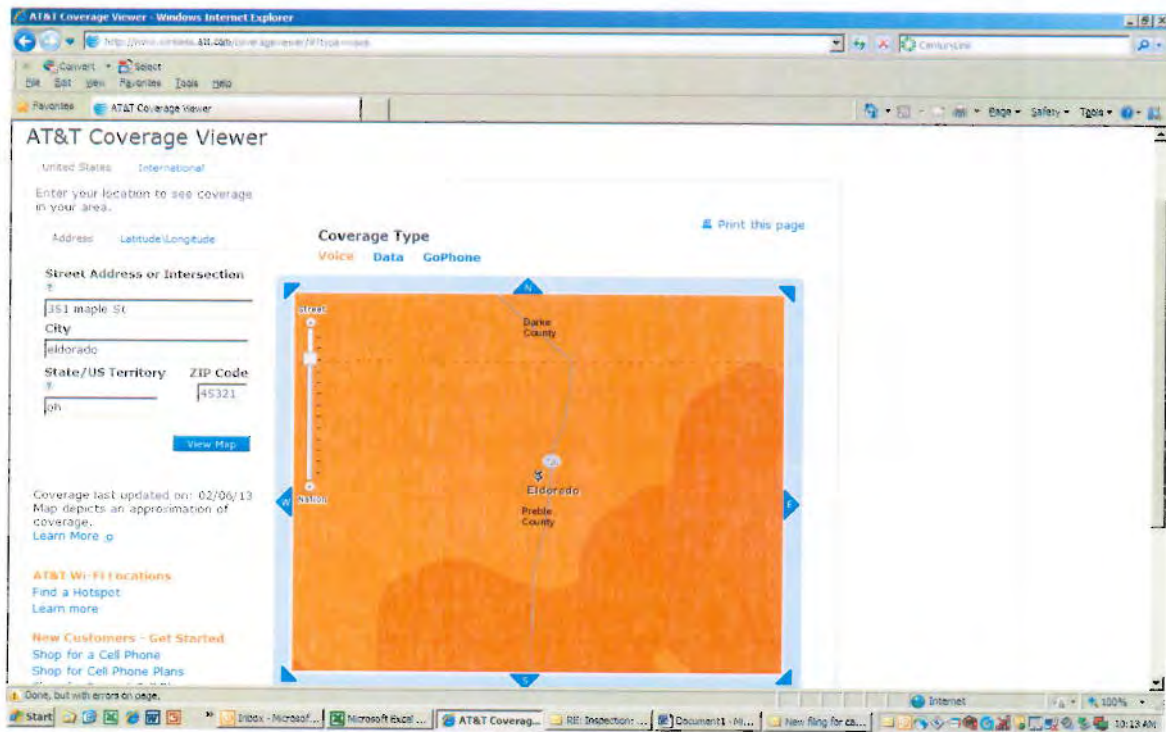 AT&T Coverage Viewer - Windows Internet Explorer
CenturyLink
Convert Select
File Edit View Favorites Tools Help
Favorites AT&T Coverage Viewer
Page Safety Tools
AT&T Coverage Viewer
United States International
Enter your location to see coverage
in your area.
Address Latitude\Longitude
Street Address or Intersection
?
351 maple St
City
eldorado
State/US Territory ZIP Code
?
oh
45321
View Map
Coverage last updated on: 02/06/13
Map depicts an approximation of
coverage.
Learn More
AT&T Wi-Fi Locations
Find a Hotspot
Learn more
New Customers - Get Started
Shop for a Cell Phone
Shop for Cell Phone Plans
Print this page
Coverage Type
Voice Data GoPhone
N
Street
Darke
County
W
Nation
E
Eldorado
Preble
County
S
Done, but with errors on page.
Internet
100%
Start
Inbox - Microsof...
Microsoft Excel ...
AT&T Coverag...
RE: Inspection: ...
Document1 - Mi...
New filing for ca...
10:13 AM